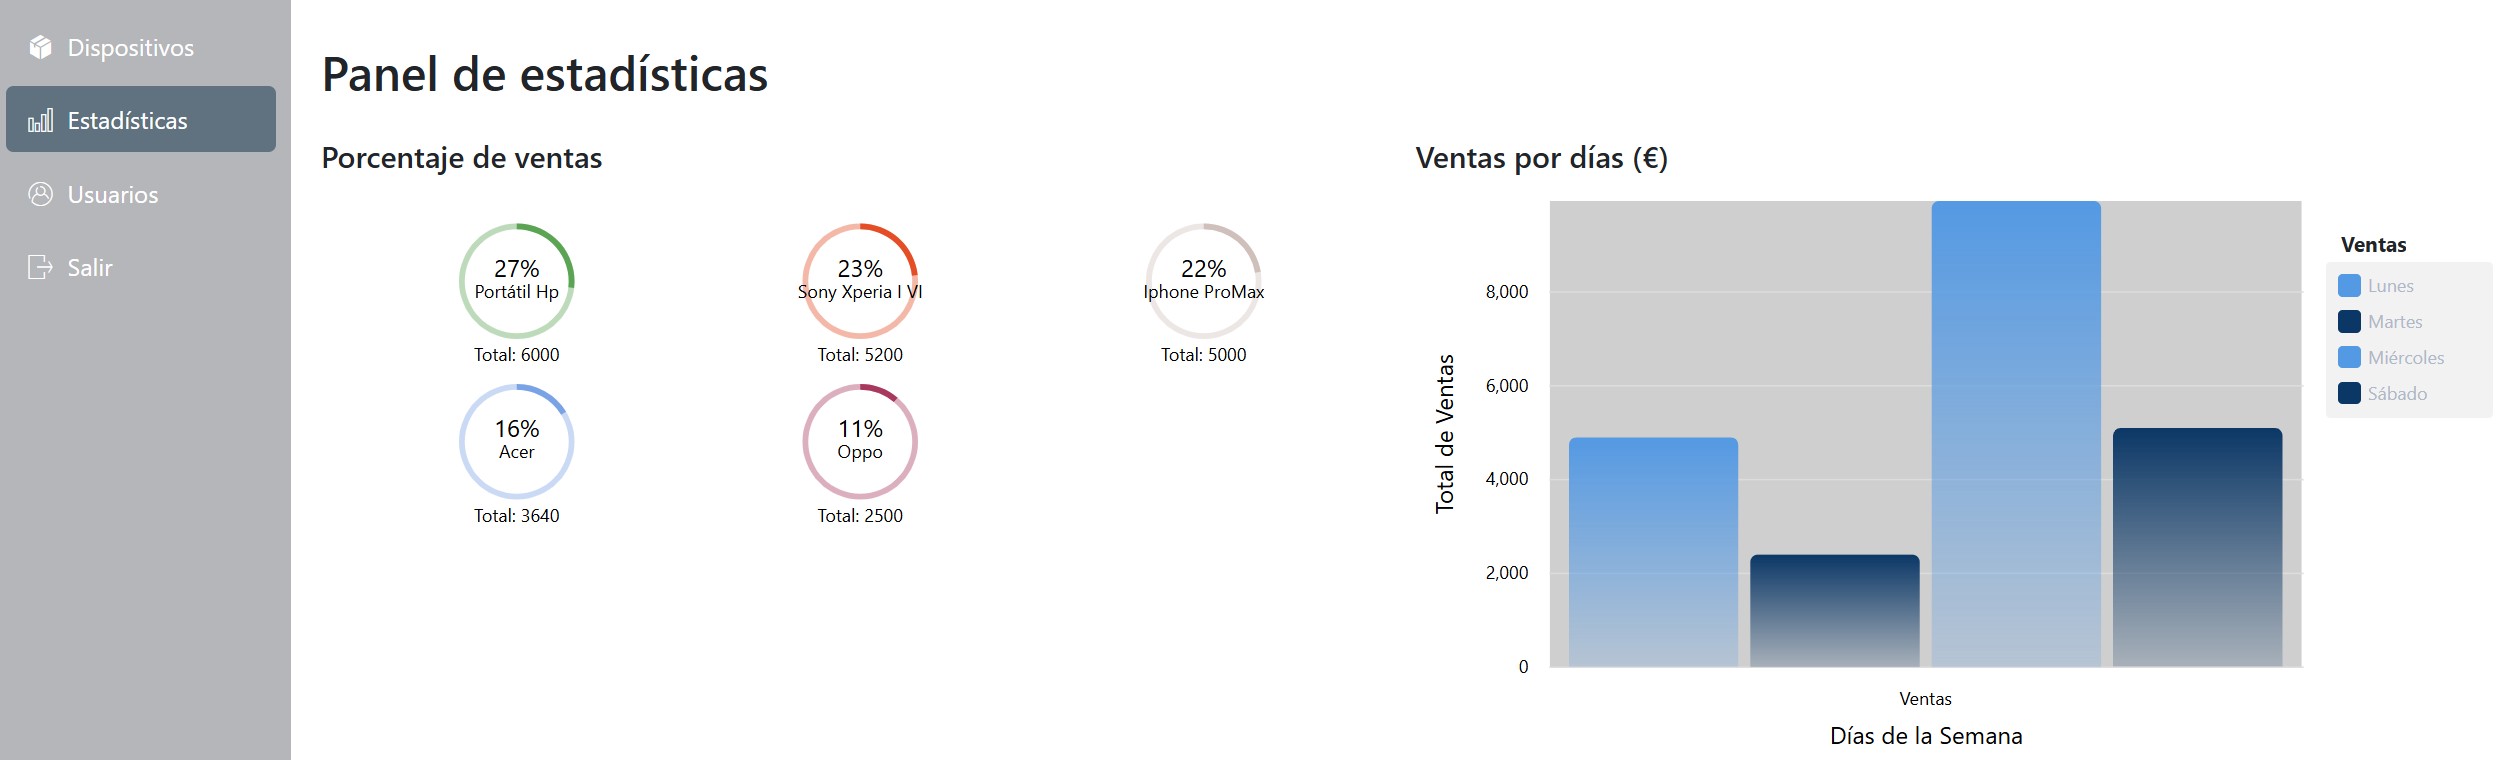 Dispositivos
Estadísticas
Usuarios
Salir
Panel de estadísticas
Porcentaje de ventas
27%
Portátil Hp
Total: 6000
23%
Sony Xperia I VI
Total: 5200
22%
Iphone ProMax
Total: 5000
16%
Acer
Total: 3640
11%
Oppo
Total: 2500
Ventas por días (€)
Total de Ventas
8,000
6,000
4,000
2,000
0
Ventas
Días de la Semana
Ventas
Lunes
Martes
Miércoles
Sábado